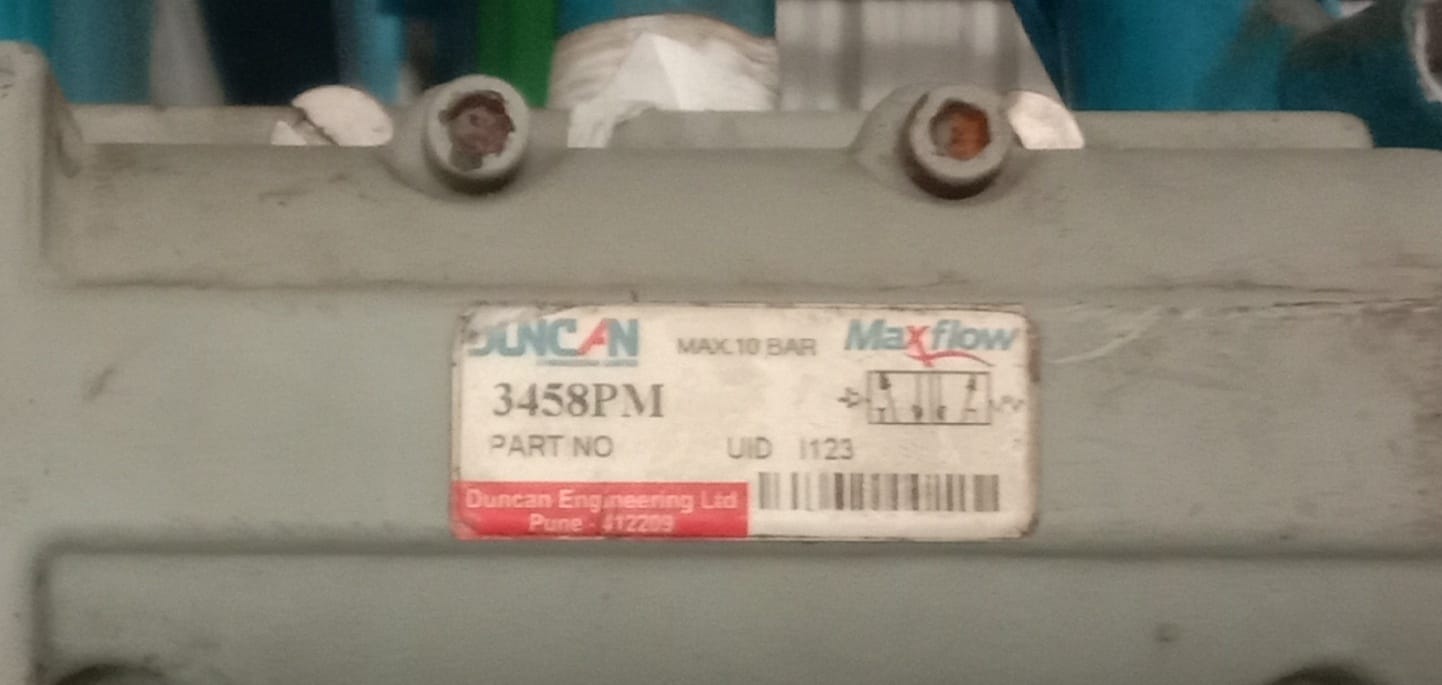 DUNCAN MAX.10 BAR Maxflow
3458PM
PART NO UID I123
Duncan Engineering Ltd
Pune - 412209